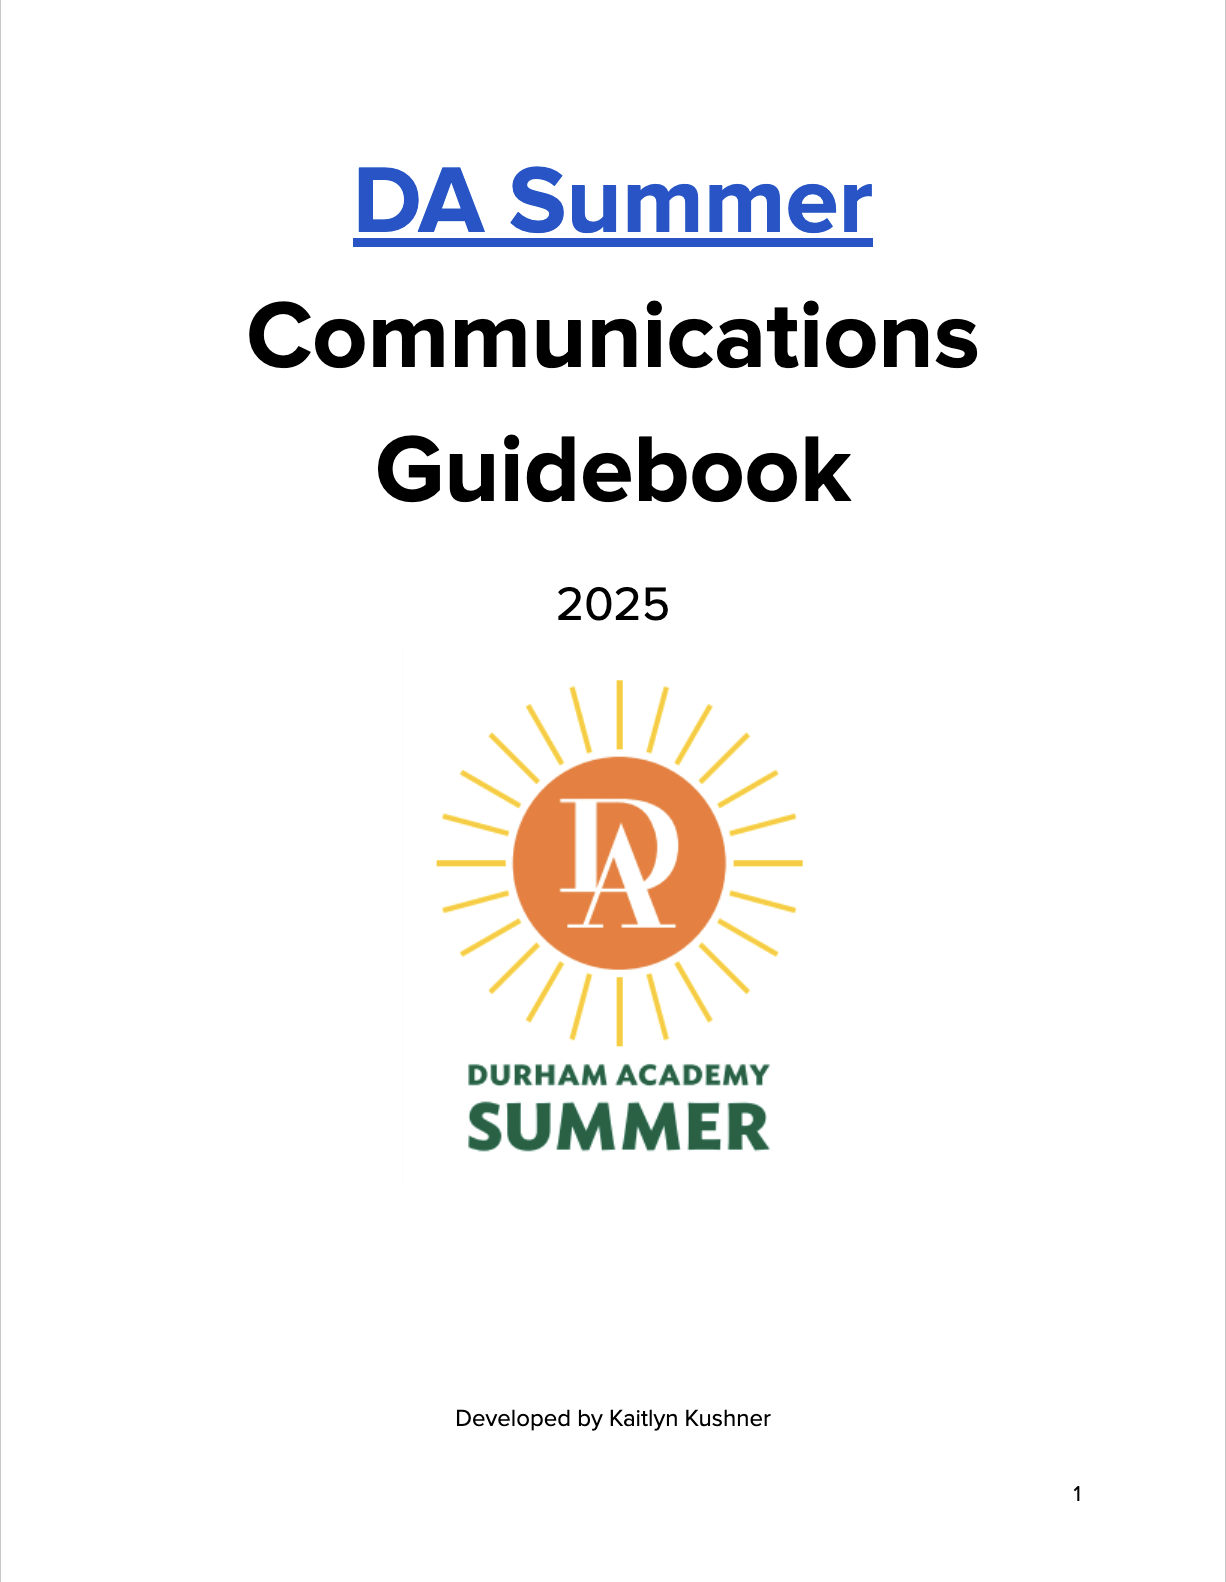 DA Summer
Communications
Guidebook
2025
DA
DURHAM ACADEMY
SUMMER
Developed by Kaitlyn Kushner
1